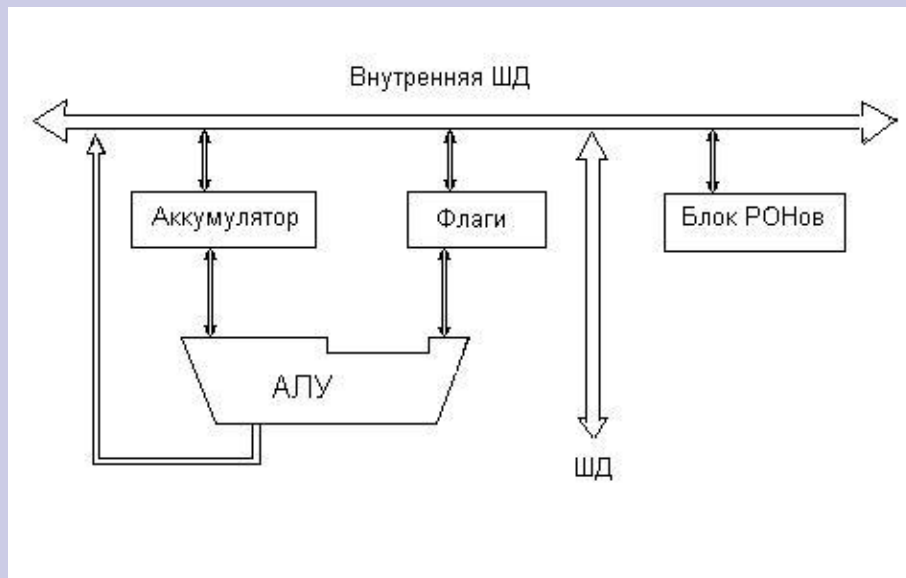 Внутренняя ШД
Аккумулятор
Флаги
Блок РОНов
АЛУ
ШД